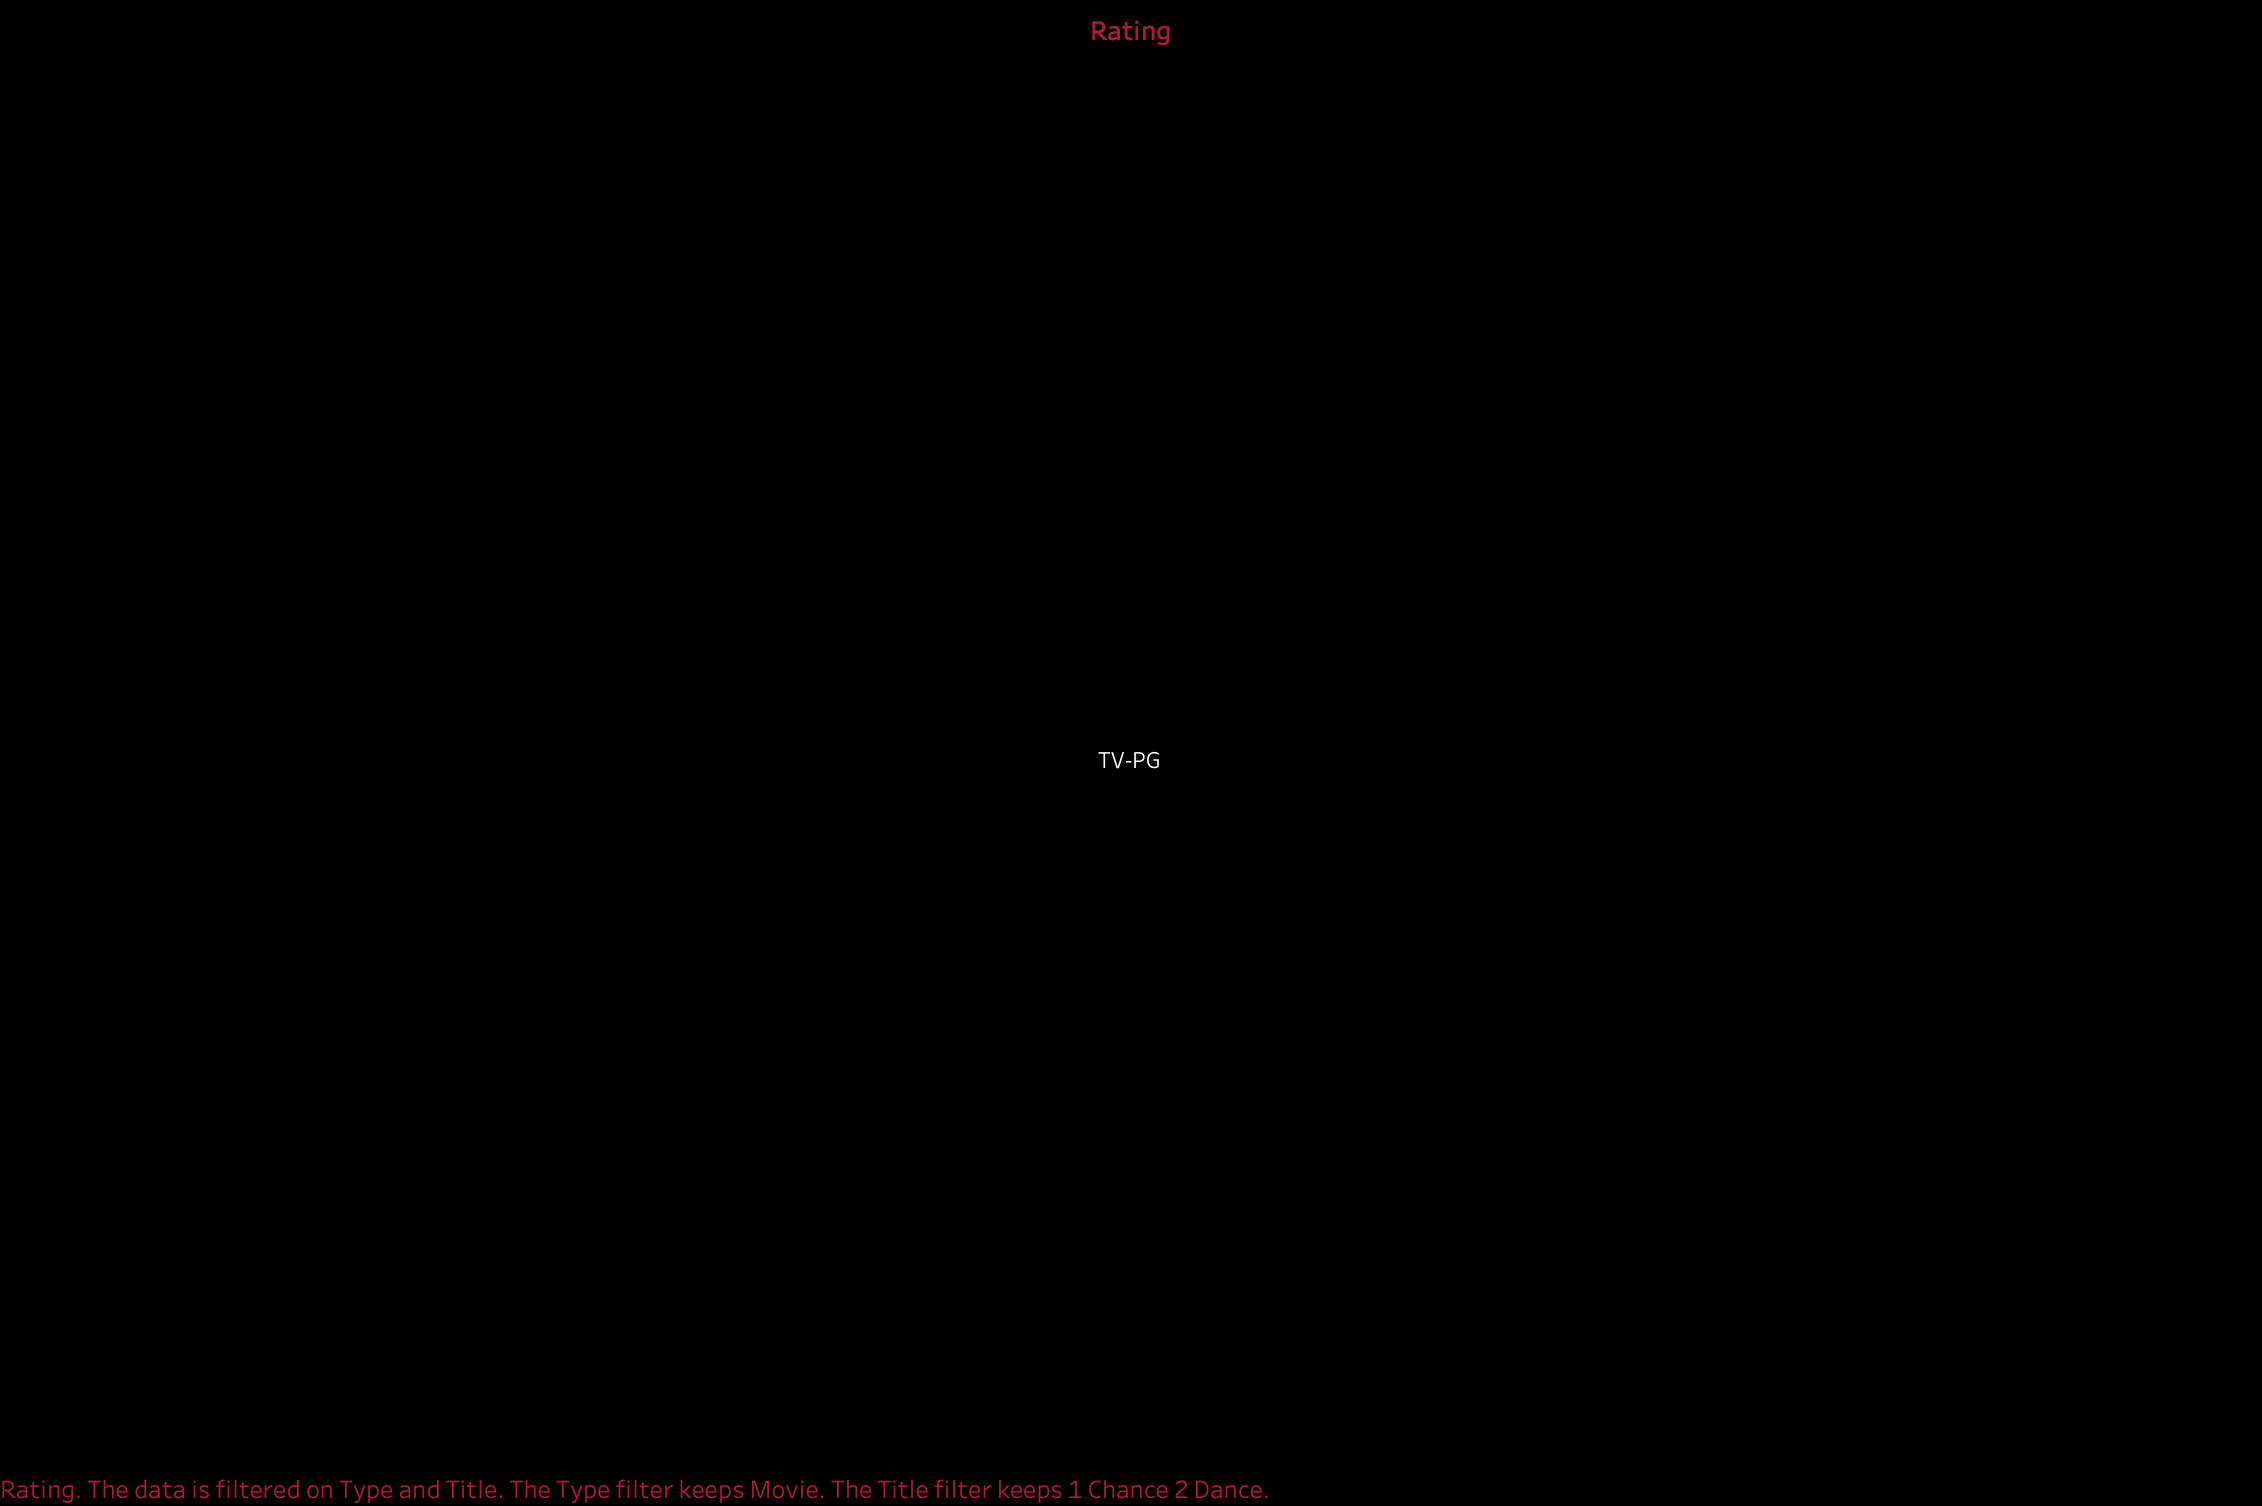 Rating
TV-PG
Rating. The data is filtered on Type and Title. The Type filter keeps Movie. The Title filter keeps 1 Chance 2 Dance.